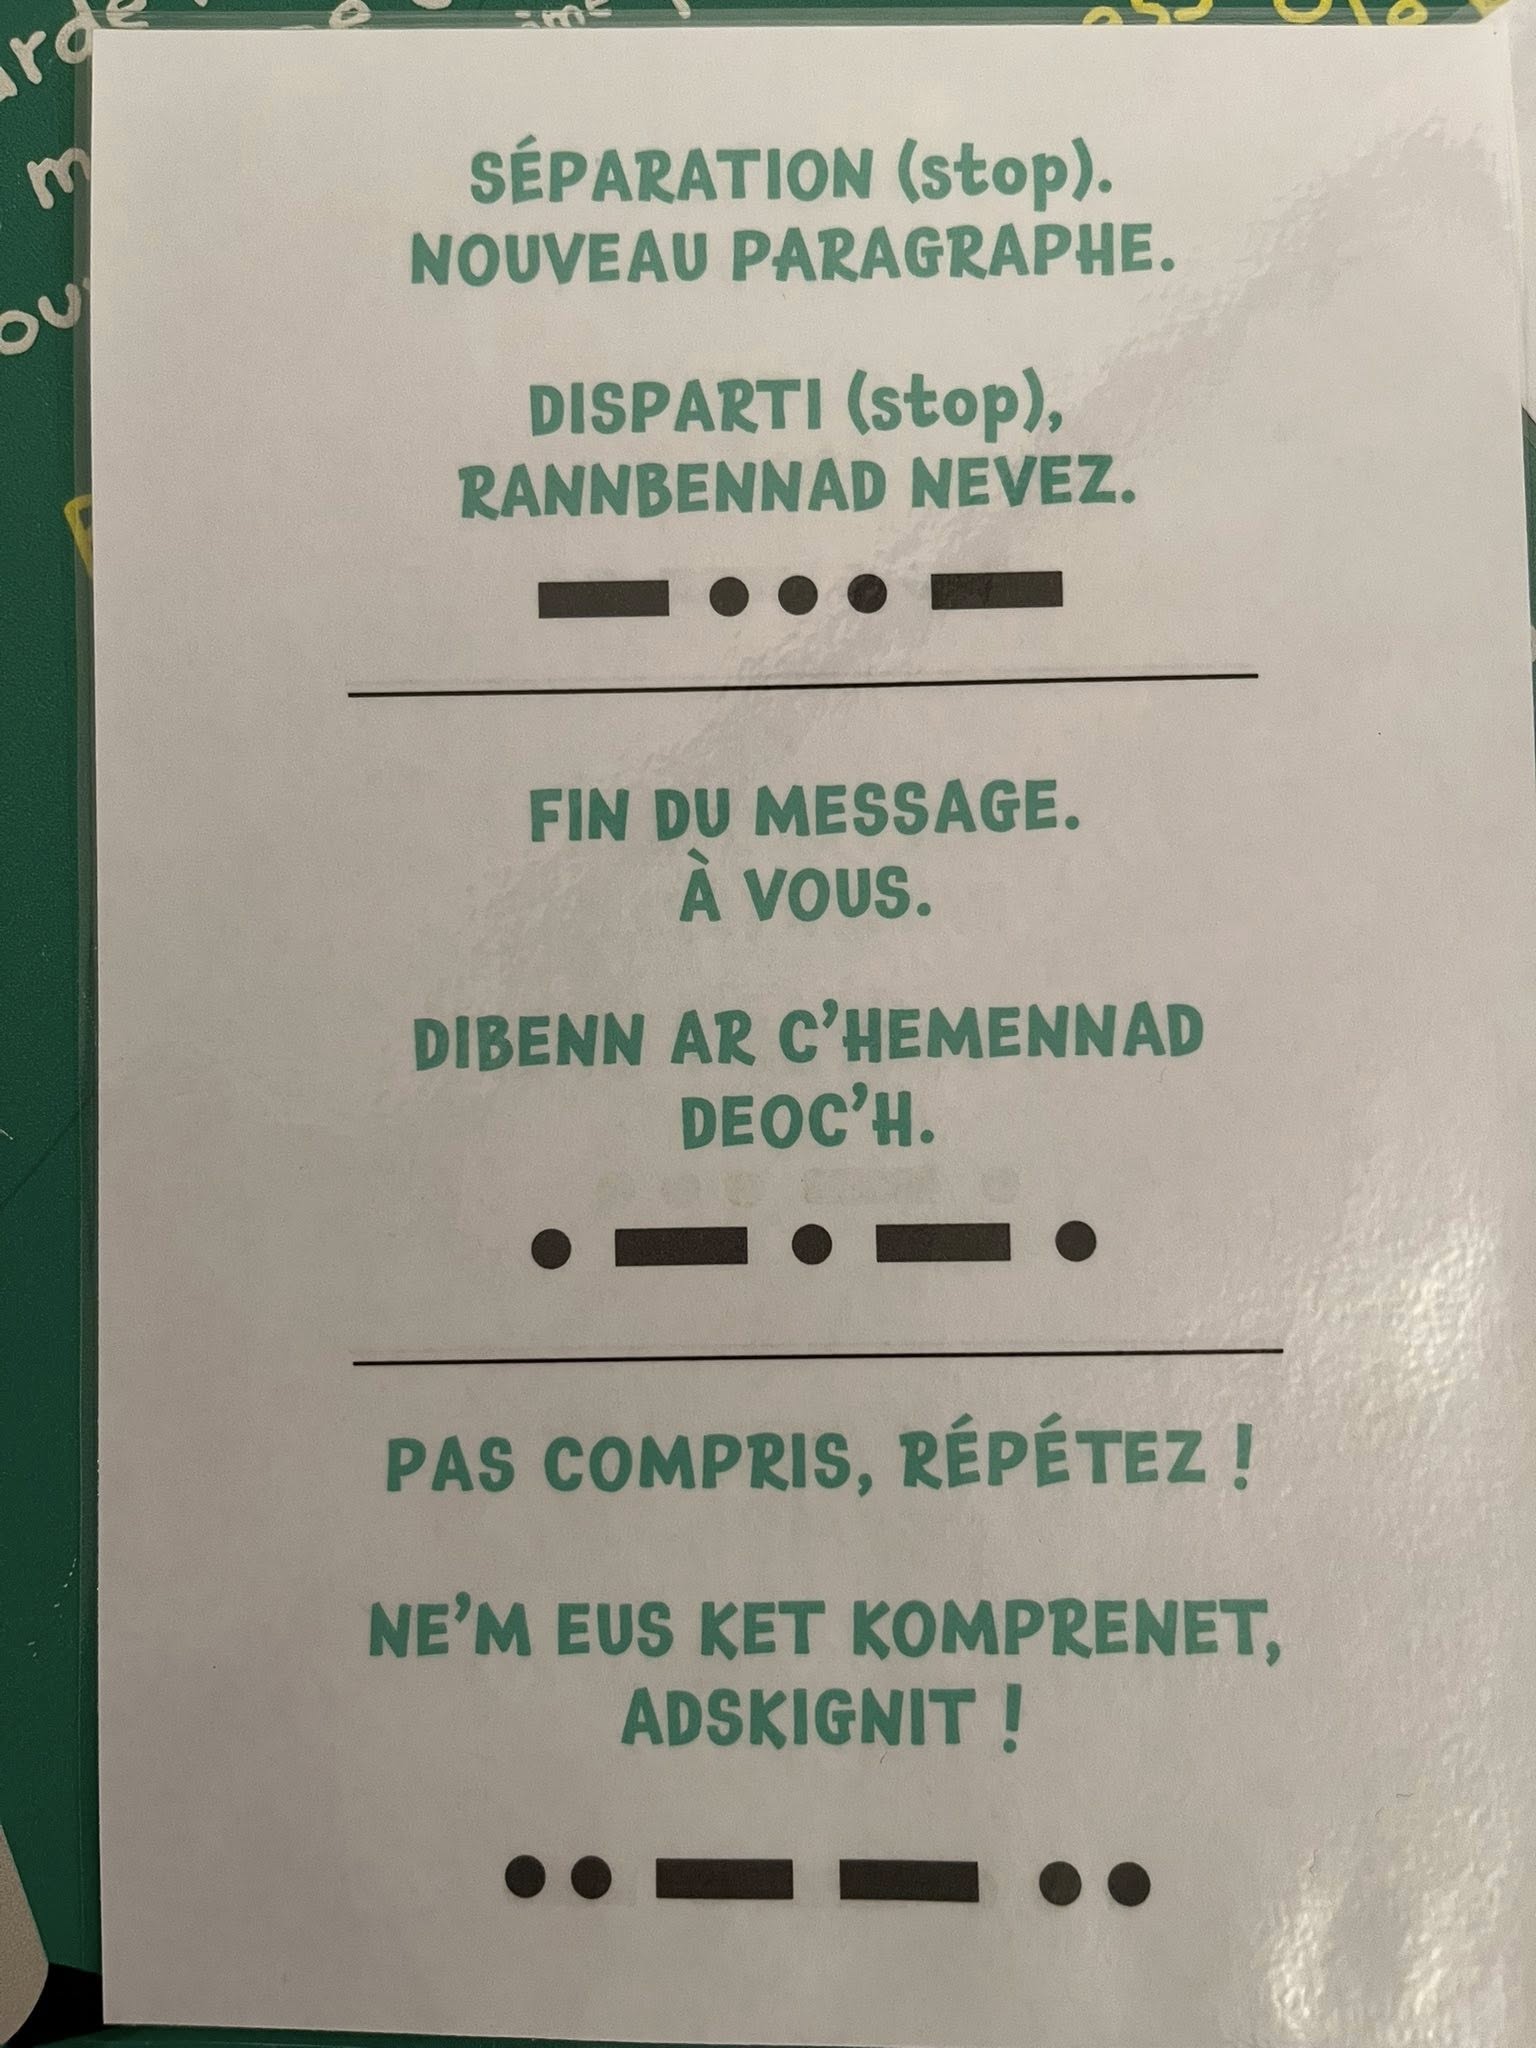 SÉPARATION (stop).
NOUVEAU PARAGRAPHE.
DISPARTI (stop),
RANNBENNAD NEVEZ.
FIN DU MESSAGE.
À VOUS.
DIBENN AR C’HEMENNAD
DEOC’H.
PAS COMPRIS, RÉPÉTEZ !
NE’M EUS KET KOMPRENET,
ADSKIGNIT !